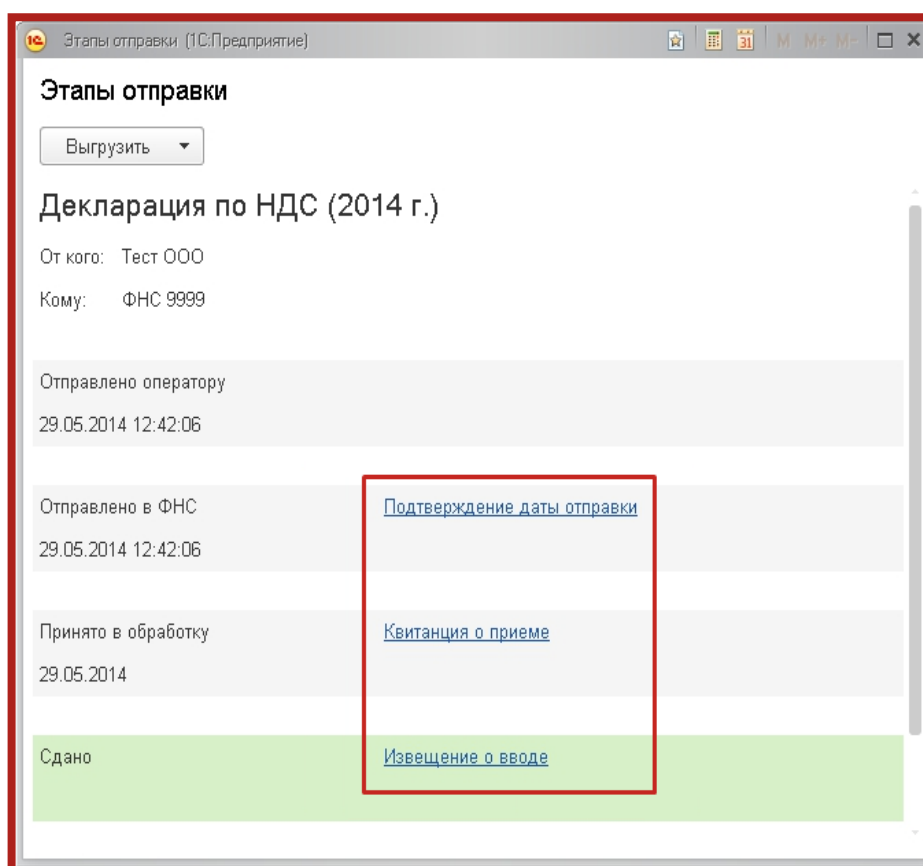 1С Этапы отправки (1С:Предприятие) 31 M M+ M-
Этапы отправки
Выгрузить
Декларация по НДС (2014 г.)
От кого: Тест ООО
Кому: ФНС 9999
Отправлено оператору
29.05.2014 12:42:06
Отправлено в ФНС Подтверждение даты отправки
29.05.2014 12:42:06
Принято в обработку Квитанция о приеме
29.05.2014
Сдано Извещение о вводе